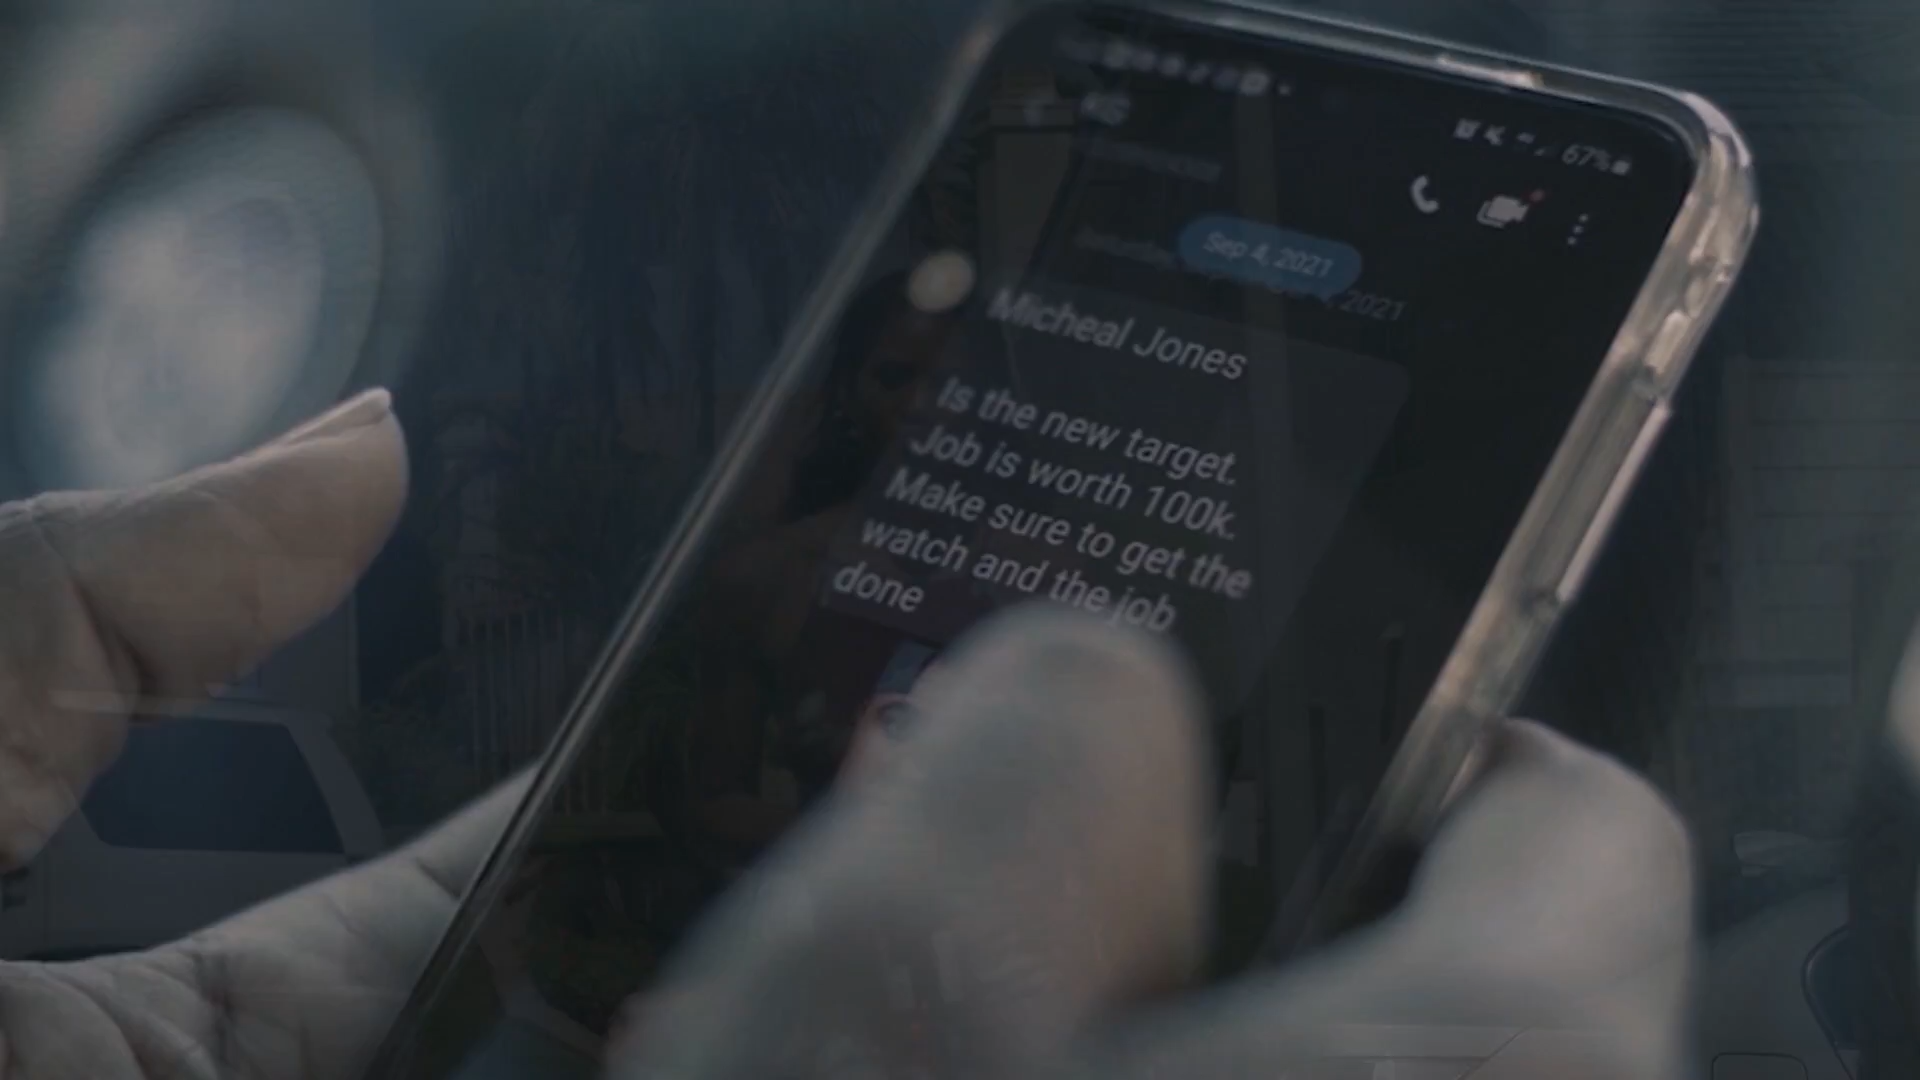 67%
Sep 4, 2021
2021
Micheal Jones
Is the new target.
Job is worth 100k.
Make sure to get the
watch and the job
done